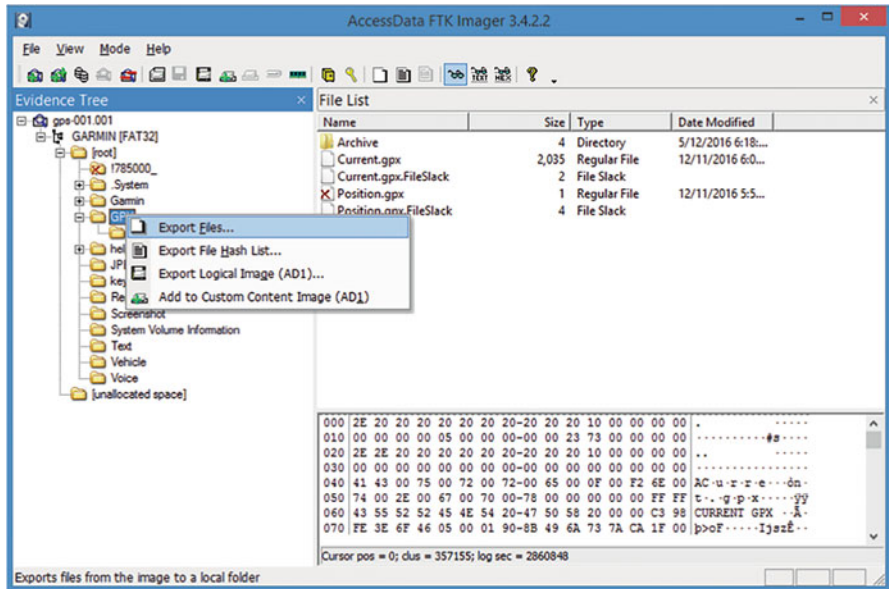 AccessData FTK Imager 3.4.2.2
File View Mode Help
Evidence Tree
gps-001.001
GARMIN [FAT32]
[root]
!785000_
.System
Garmin
Screenshot
System Volume Information
Text
Vehicle
Voice
[unallocated space]
Export Files...
Export File Hash List...
Export Logical Image (AD1)...
Add to Custom Content Image (AD1)
File List
Name Size Type Date Modified
Archive 4 Directory 5/12/2016 6:18:...
Current.gpx 2,035 Regular File 12/11/2016 6:0...
Current.gpx.FileSlack 2 File Slack
Position.gpx 1 Regular File 12/11/2016 5:5...
Position.gpx.FileSlack 4 File Slack
000 2E 20 20 20 20 20 20 20-20 20 20 10 00 00 00 00 . .....
010 00 00 00 00 05 00 00 00-00 00 23 73 00 00 00 00 ··········#s····
020 2E 2E 20 20 20 20 20 20-20 20 20 10 00 00 00 00 .. .....
030 00 00 00 00 00 00 00 00-00 00 00 00 00 00 00 00 ················
040 41 43 00 75 00 72 00 72-00 65 00 0F 00 F2 6E 00 AC·u·r·r·e···òn·
050 74 00 2E 00 67 00 70 00-78 00 00 00 00 00 FF FF t·.·g·p·x·····ÿÿ
060 43 55 52 52 45 4E 54 20-47 50 58 20 00 00 C3 98 CURRENT GPX ··Ã·
070 FE 3E 6F 46 05 00 01 90-8B 49 6A 73 7A CA 1F 00 þ>oF·····IjszÊ··
Cursor pos = 0; clus = 357155; log sec = 2860848
Exports files from the image to a local folder